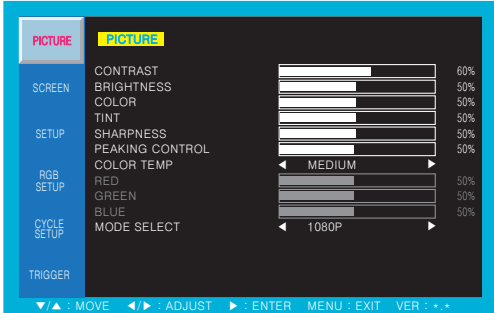 PICTURE
SCREEN
SETUP
RGB
SETUP
CYCLE
SETUP
TRIGGER
PICTURE
CONTRAST 60%
BRIGHTNESS 50%
COLOR 50%
TINT 50%
SHARPNESS 50%
PEAKING CONTROL 50%
COLOR TEMP ◀ MEDIUM ▶
RED 50%
GREEN 50%
BLUE 50%
MODE SELECT ◀ 1080P ▶
▼/▲ : MOVE ◀/▶ : ADJUST ▶ : ENTER MENU : EXIT VER : *.*